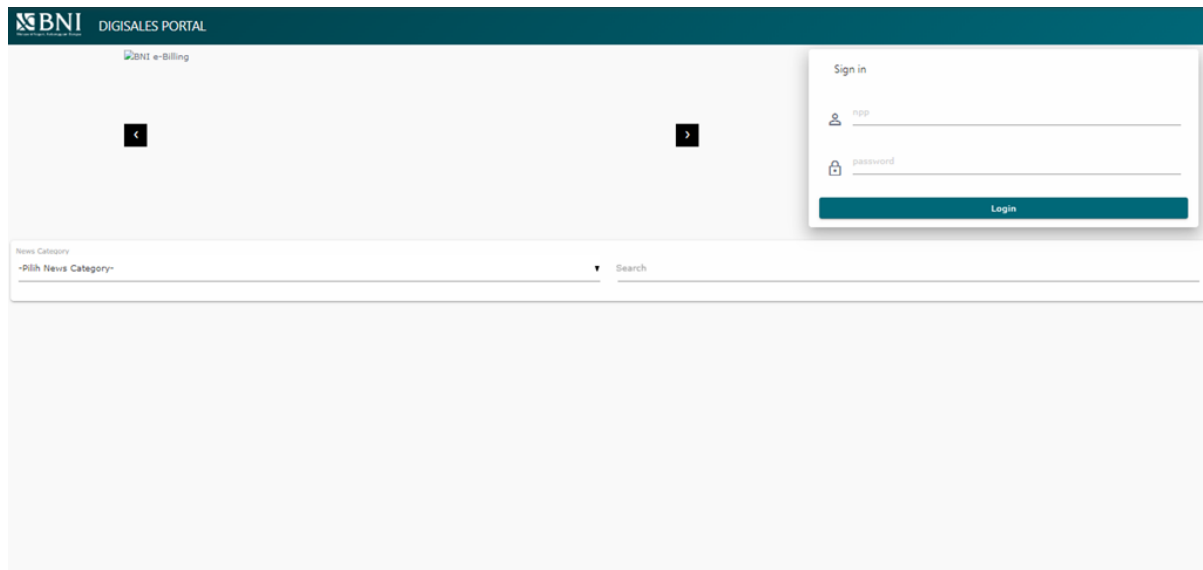 BNI
DIGISALES PORTAL
BNI e-Billing
Sign in
npp
password
Login
News Category
-Pilih News Category-
Search